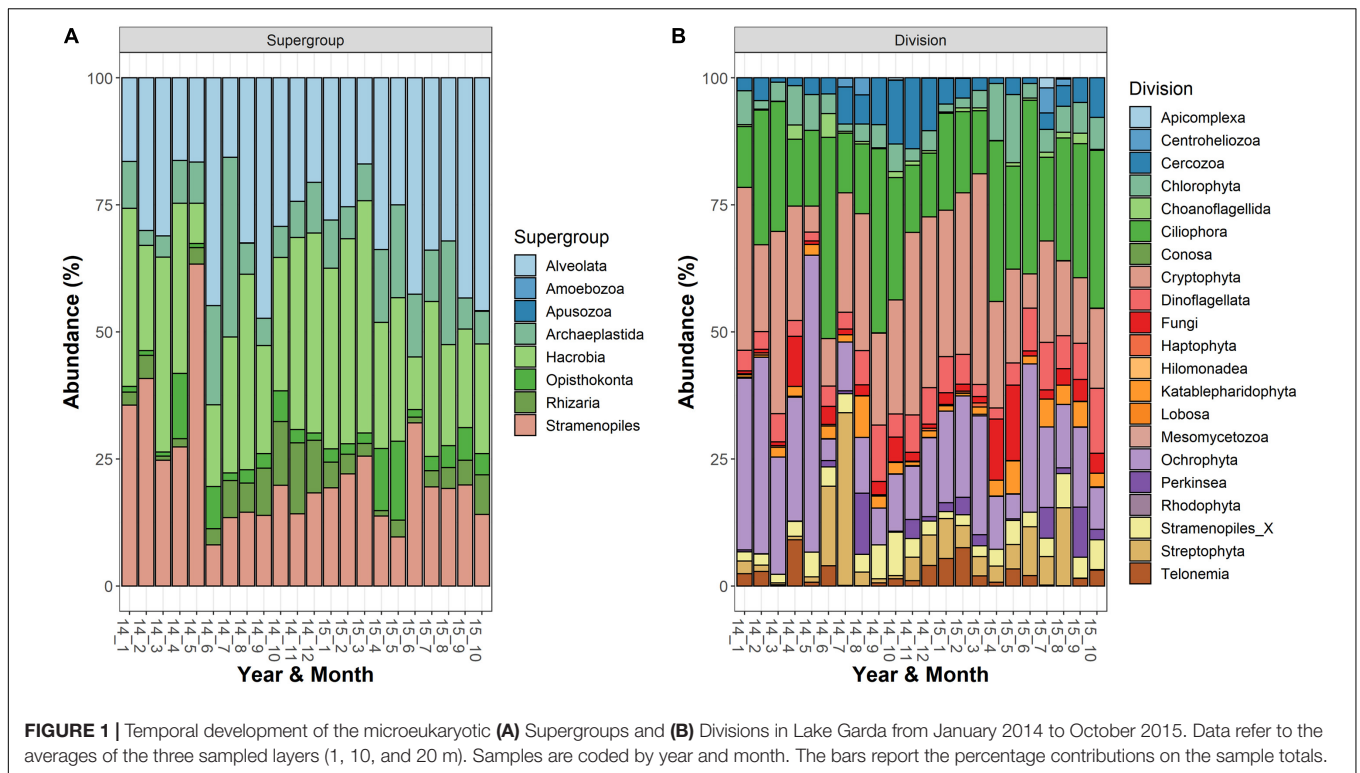 A
Supergroup
Abundance (%)
100
75
50
25
0
14_1
14_2
14_3
14_4
14_5
14_6
14_7
14_8
14_9
14_10
14_11
14_12
15_1
15_2
15_3
15_4
15_5
15_6
15_7
15_8
15_9
15_10
Year & Month
Supergroup
Alveolata
Amoebozoa
Apusozoa
Archaeplastida
Hacrobia
Opisthokonta
Rhizaria
Stramenopiles
B
Division
Abundance (%)
100
75
50
25
0
14_1
14_2
14_3
14_4
14_5
14_6
14_7
14_8
14_9
14_10
14_11
14_12
15_1
15_2
15_3
15_4
15_5
15_6
15_7
15_8
15_9
15_10
Year & Month
Division
Apicomplexa
Centroheliozoa
Cercozoa
Chlorophyta
Choanoflagellida
Ciliophora
Conosa
Cryptophyta
Dinoflagellata
Fungi
Haptophyta
Hilomonadea
Katablepharidophyta
Lobosa
Mesomycetozoa
Ochrophyta
Perkinsea
Rhodophyta
Stramenopiles_X
Streptophyta
Telonemia
FIGURE 1 | Temporal development of the microeukaryotic (A) Supergroups and (B) Divisions in Lake Garda from January 2014 to October 2015. Data refer to the
averages of the three sampled layers (1, 10, and 20 m). Samples are coded by year and month. The bars report the percentage contributions on the sample totals.